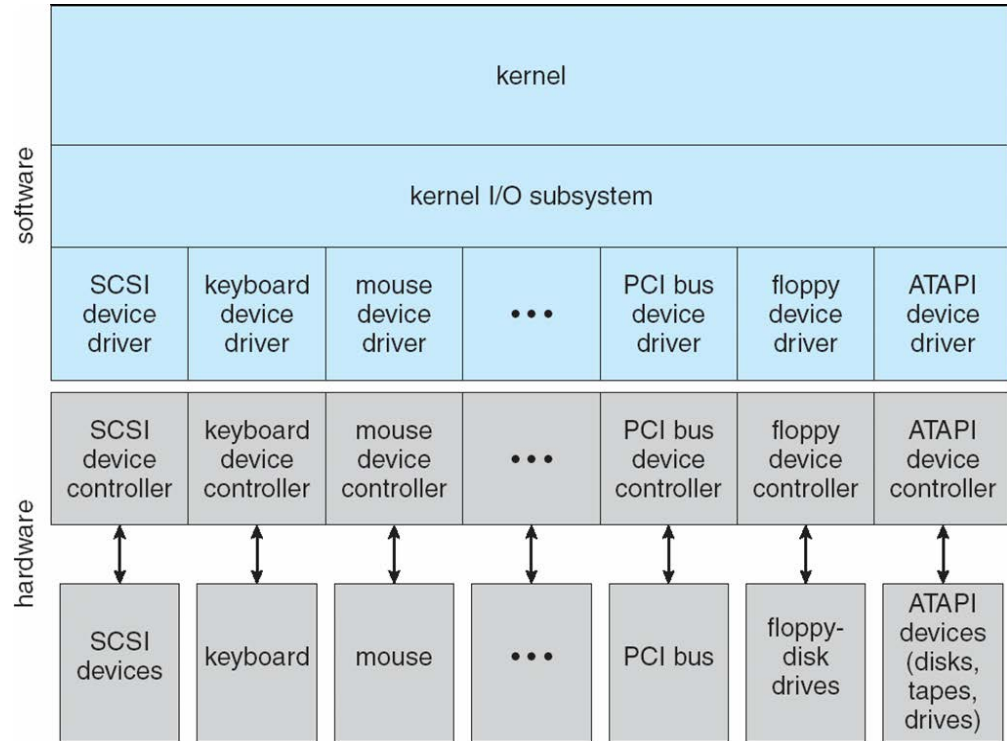 software
kernel
kernel I/O subsystem
SCSI
device
driver
keyboard
device
driver
mouse
device
driver
•••
PCI bus
device
driver
floppy
device
driver
ATAPI
device
driver
hardware
SCSI
device
controller
keyboard
device
controller
mouse
device
controller
•••
PCI bus
device
controller
floppy
device
controller
ATAPI
device
controller
SCSI
devices
keyboard
mouse
•••
PCI bus
floppy-
disk
drives
ATAPI
devices
(disks,
tapes,
drives)